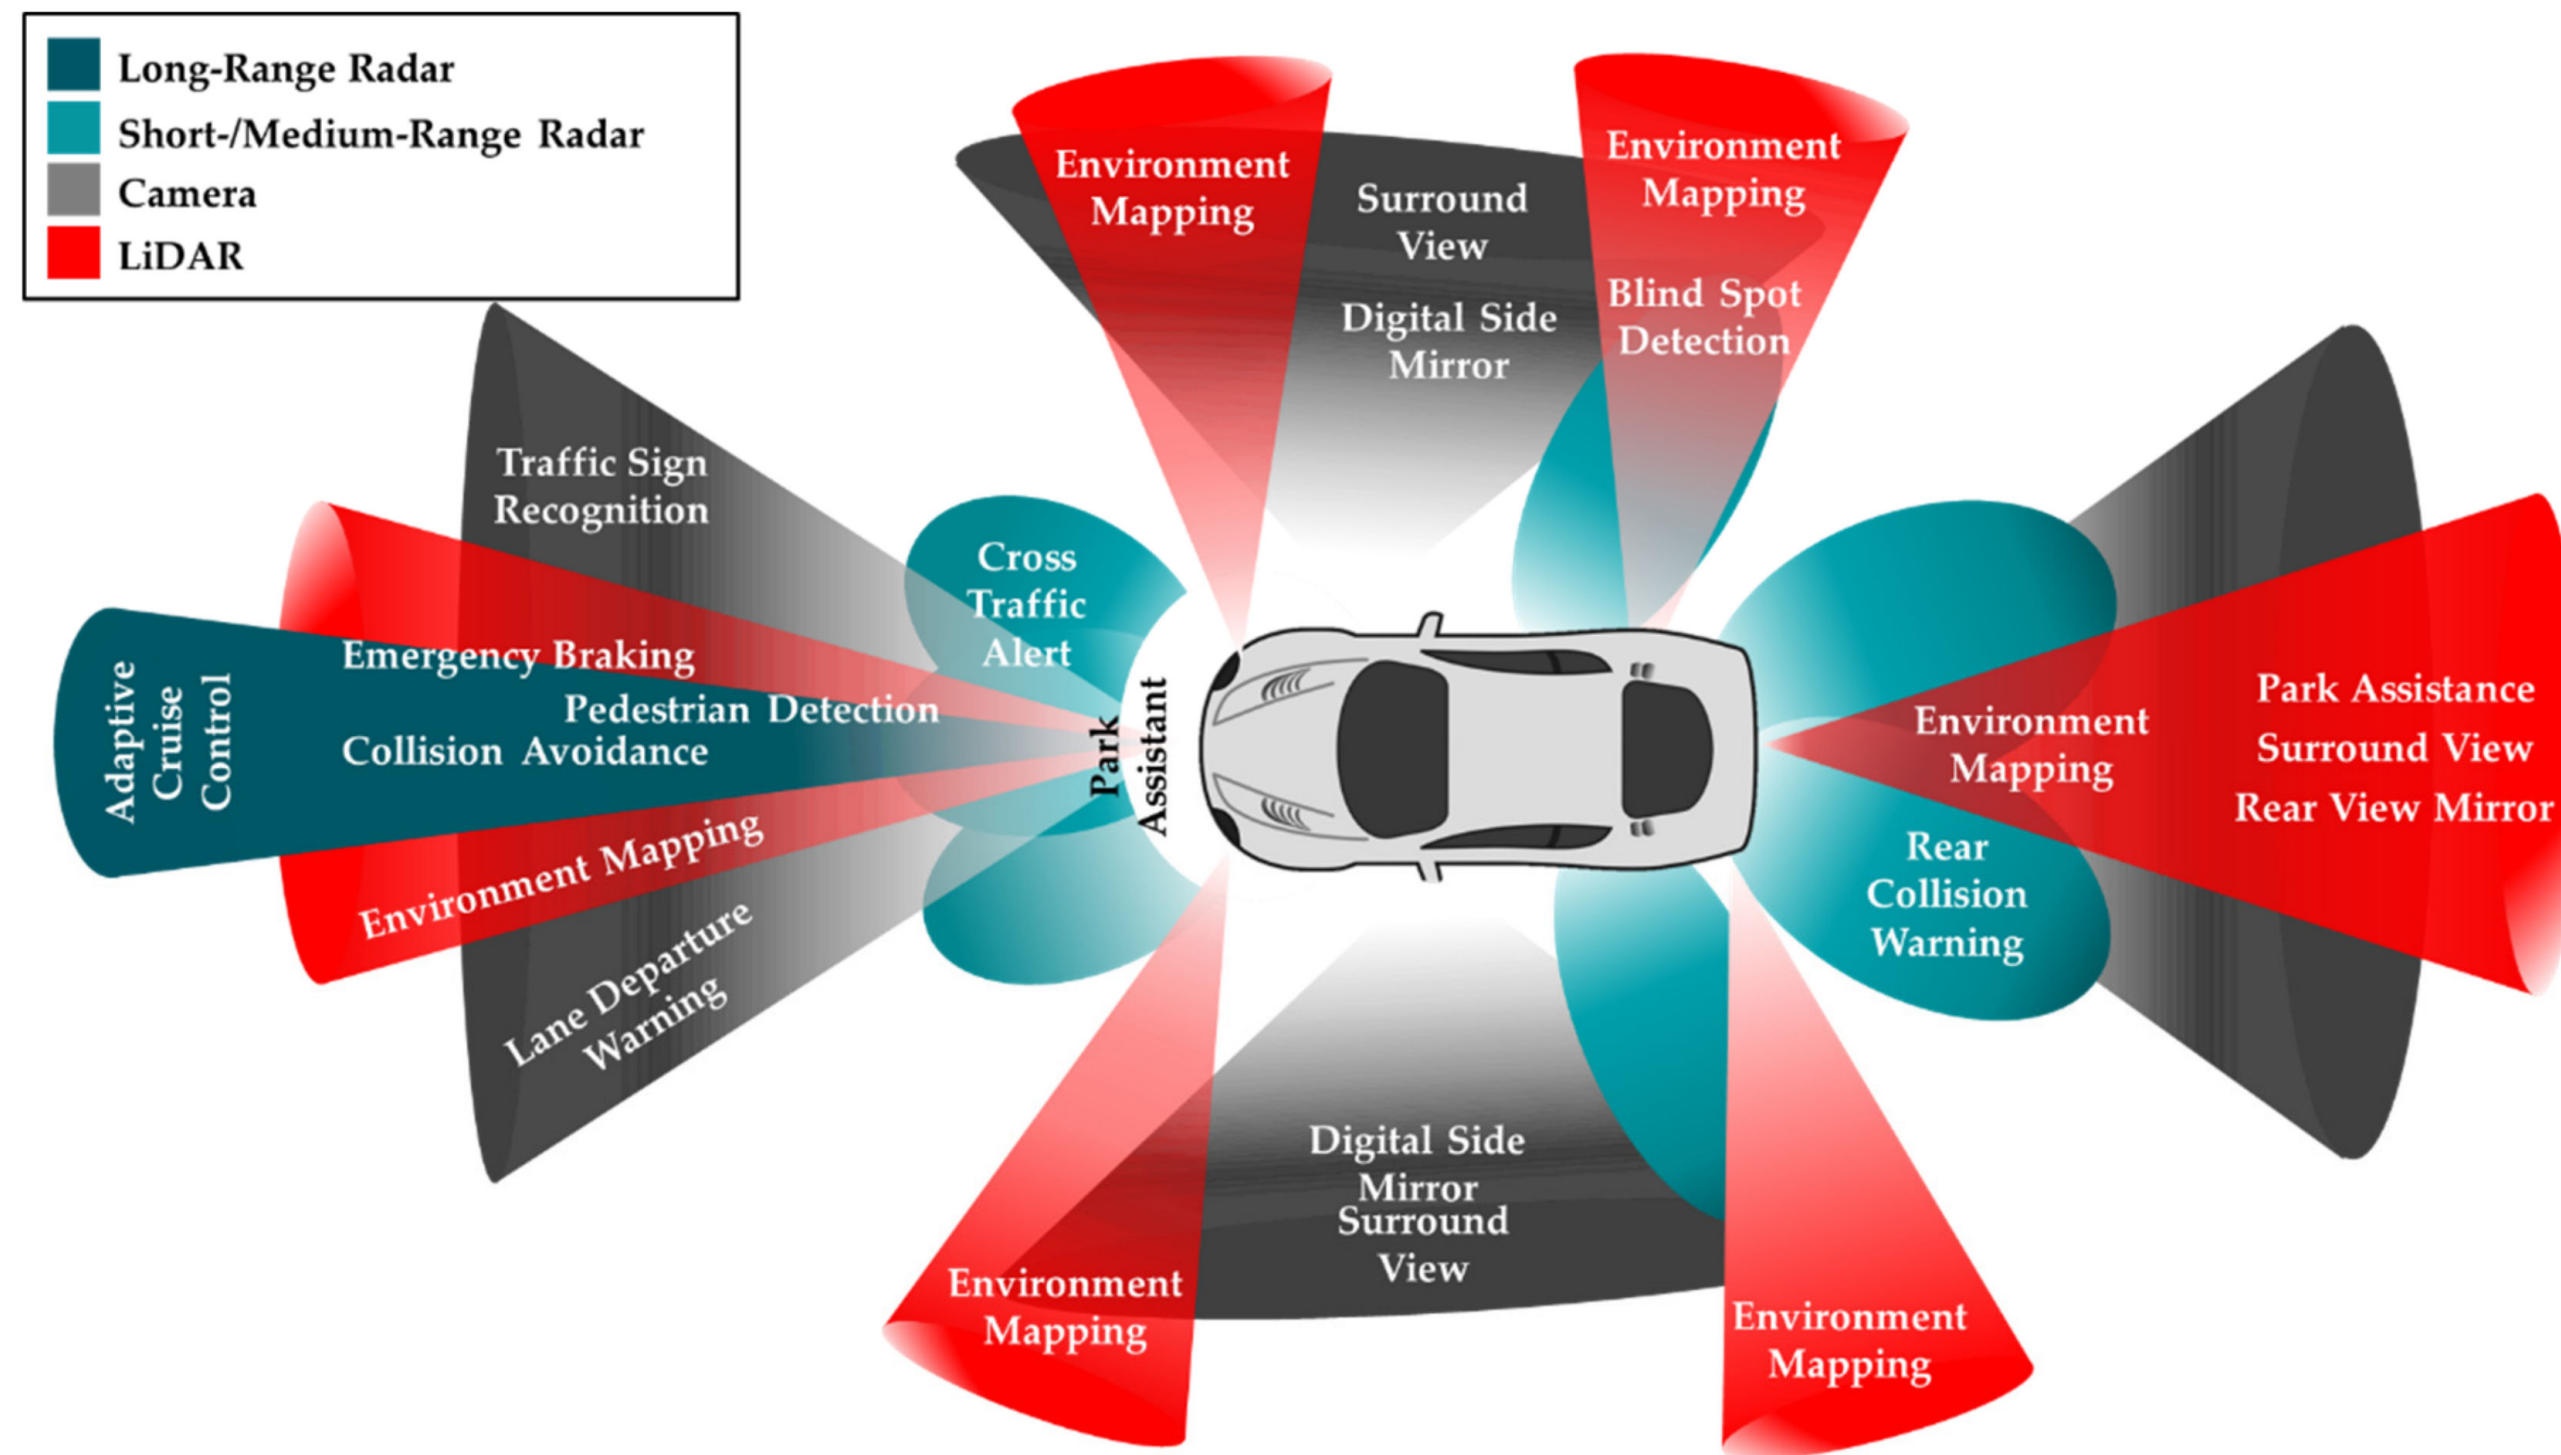 Long-Range Radar
Short-/Medium-Range Radar
Camera
LiDAR
Environment
Mapping
Surround
View
Digital Side
Mirror
Environment
Mapping
Blind Spot
Detection
Traffic Sign
Recognition
Cross
Traffic
Alert
Adaptive
Cruise
Control
Emergency Braking
Pedestrian Detection
Collision Avoidance
Environment Mapping
Lane Departure
Warning
Park
Assistant
Environment
Mapping
Park Assistance
Surround View
Rear View Mirror
Rear
Collision
Warning
Digital Side
Mirror
Surround
View
Environment
Mapping
Environment
Mapping